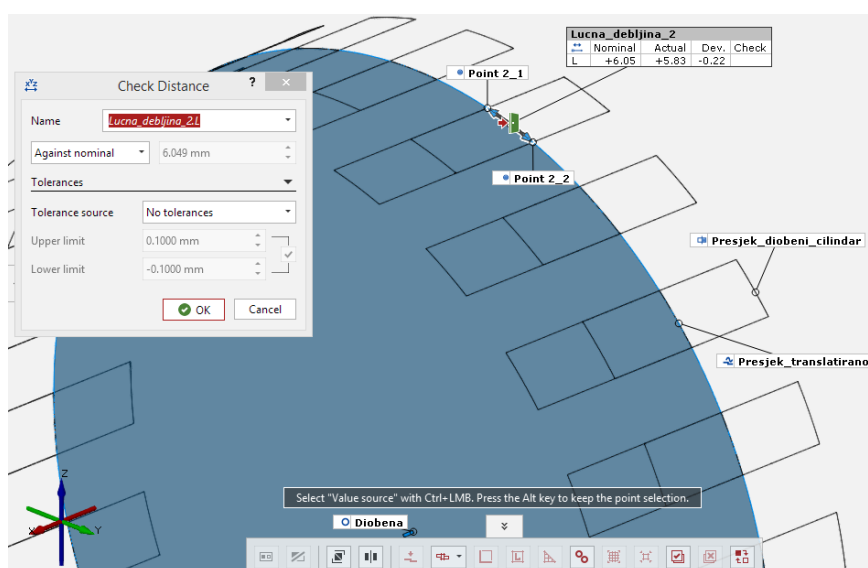 Lucna_debljina_2
Nominal Actual Dev. Check
L +6.05 +5.83 -0.22
Point 2_1
Check Distance ? ×
Name Lucna_debljina_2.L
Against nominal 6.049 mm
Tolerances
Tolerance source No tolerances
Upper limit 0.1000 mm
Lower limit -0.1000 mm
OK Cancel
Point 2_2
Presjek_diobeni_cilindar
Presjek_translatirano
Z
X Y
Select "Value source" with Ctrl+LMB. Press the Alt key to keep the point selection.
Diobena